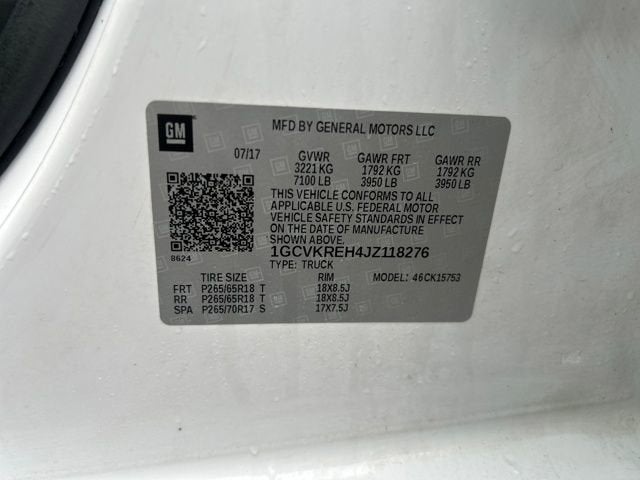 GM
MFD BY GENERAL MOTORS LLC
07/17 GVWR GAWR FRT GAWR RR
3221 KG 1792 KG 1792 KG
7100 LB 3950 LB 3950 LB
THIS VEHICLE CONFORMS TO ALL
APPLICABLE U.S. FEDERAL MOTOR
VEHICLE SAFETY STANDARDS IN EFFECT
ON THE DATE OF MANUFACTURE
SHOWN ABOVE.
1GCVKREH4JZ118276
8624
TYPE: TRUCK
TIRE SIZE RIM MODEL: 46CK15753
FRT P265/65R18 T 18X8.5J
RR P265/65R18 T 18X8.5J
SPA P265/70R17 S 17X7.5J